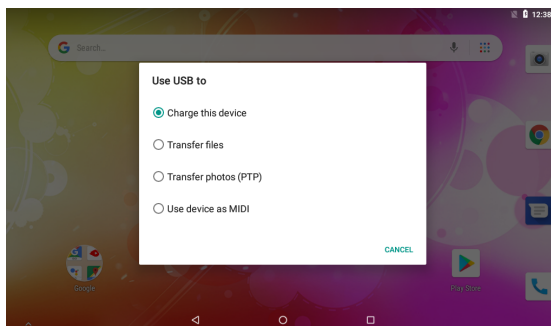 12:38
Search...
Use USB to
Charge this device
Transfer files
Transfer photos (PTP)
Use device as MIDI
CANCEL
Google
Play Store